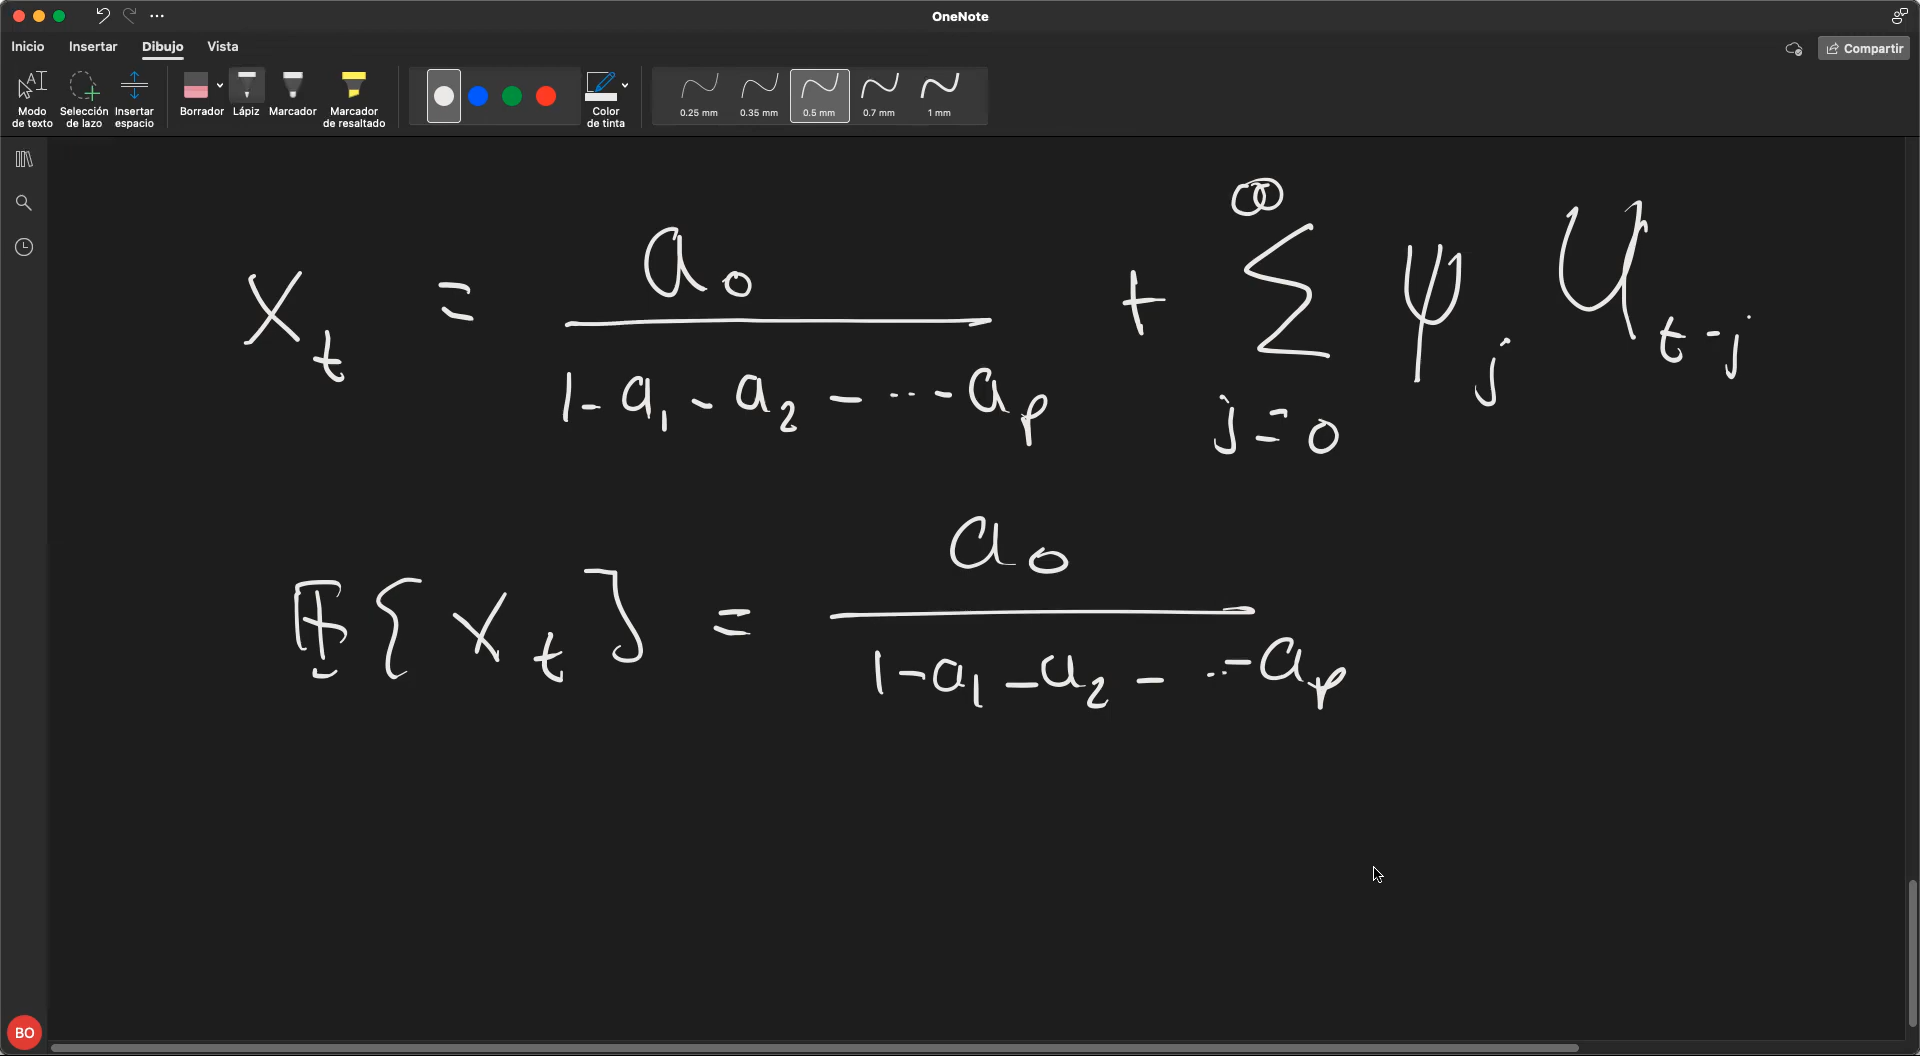 OneNote
Inicio Insertar Dibujo Vista
Compartir
Modo de texto Selección de lazo Insertar espacio Borrador Lápiz Marcador Marcador de resaltado Color de tinta 0.25 mm 0.35 mm 0.5 mm 0.7 mm 1 mm
X_t = a_0 / (1 - a_1 - a_2 - ... - a_p) + ∑_{j=0}^{∞} ψ_j U_{t-j}
E{X_t} = a_0 / (1 - a_1 - a_2 - ... - a_p)
BO